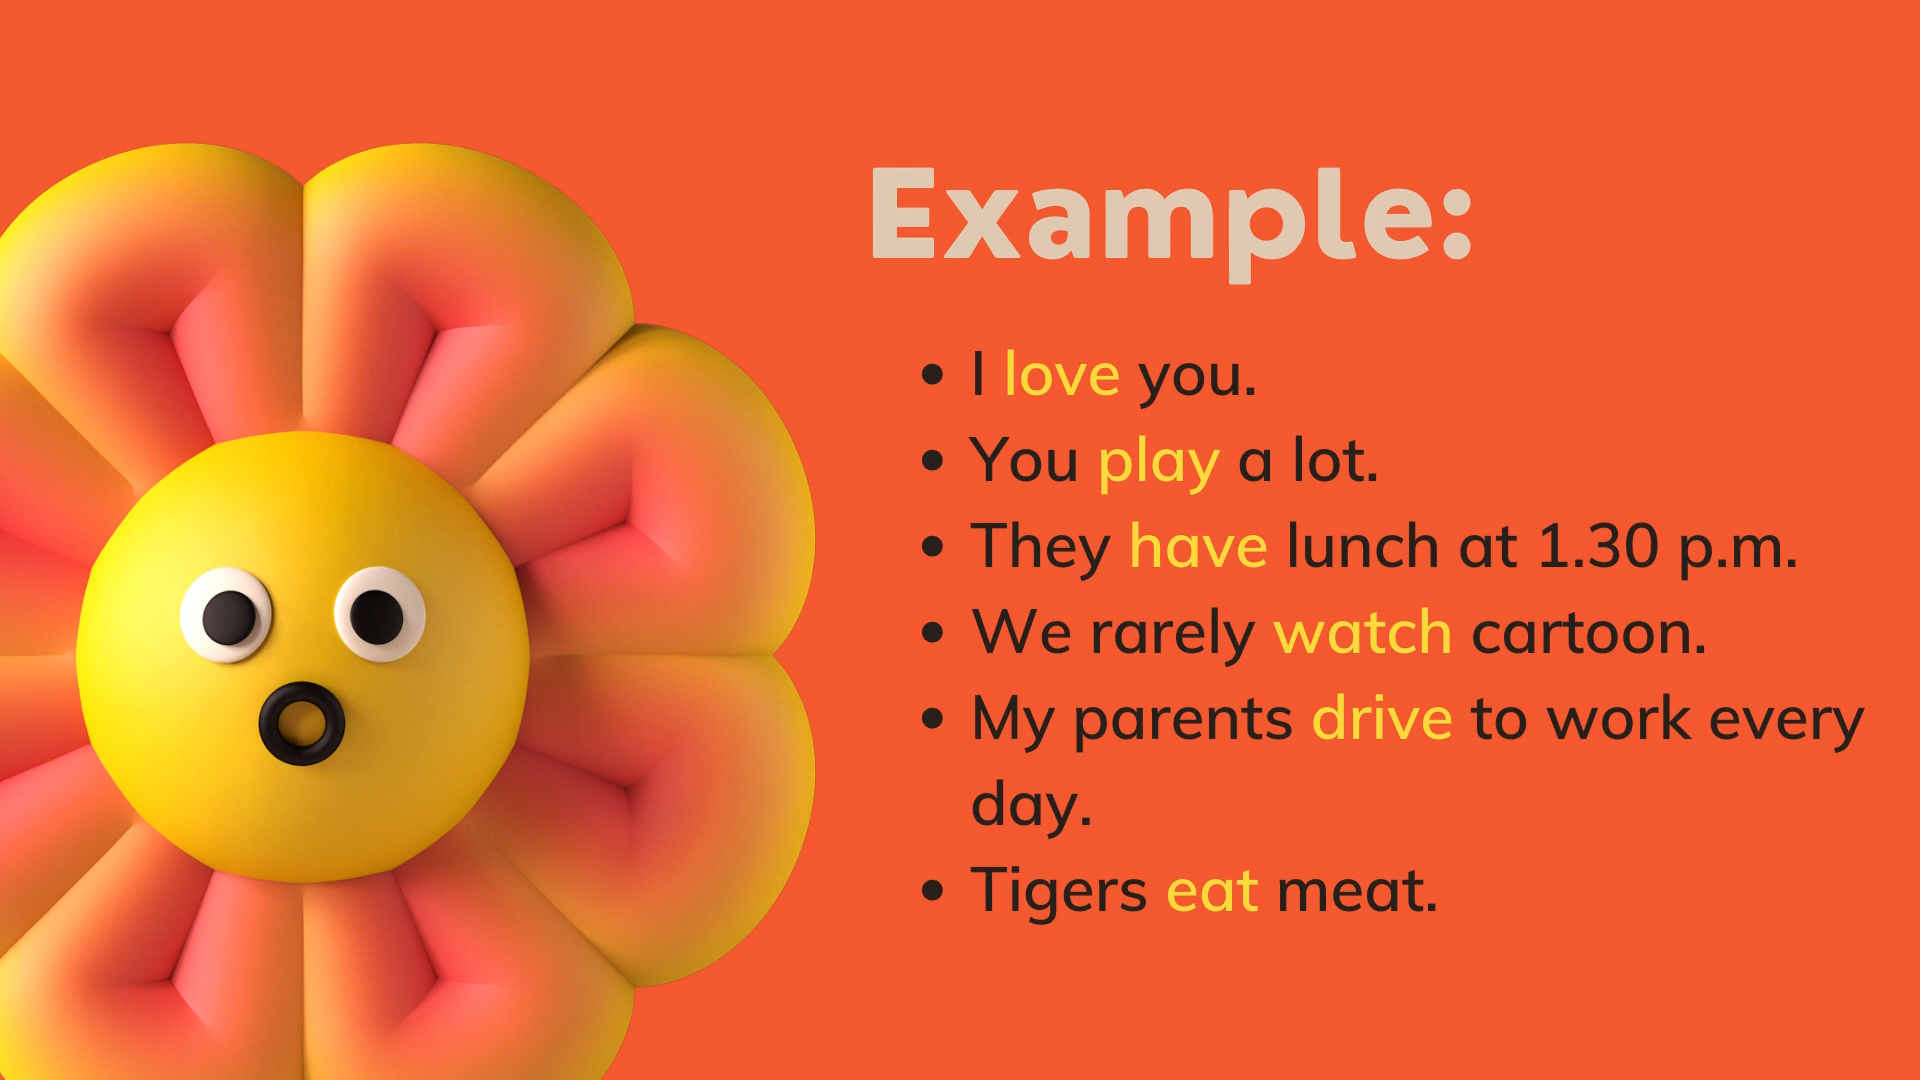 Example:
• I love you.
• You play a lot.
• They have lunch at 1.30 p.m.
• We rarely watch cartoon.
• My parents drive to work every
day.
• Tigers eat meat.